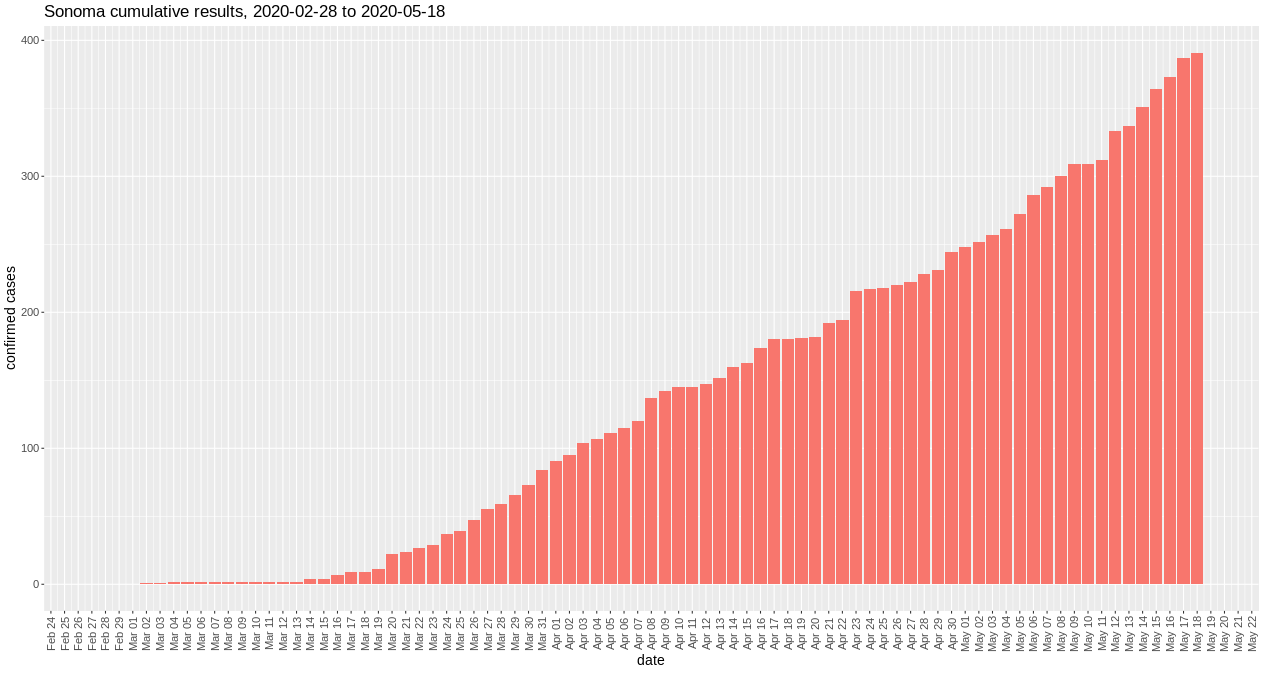 Sonoma cumulative results, 2020-02-28 to 2020-05-18
confirmed cases
400
300
200
100
0
Feb 24
Feb 25
Feb 26
Feb 27
Feb 28
Feb 29
Mar 01
Mar 02
Mar 03
Mar 04
Mar 05
Mar 06
Mar 07
Mar 08
Mar 09
Mar 10
Mar 11
Mar 12
Mar 13
Mar 14
Mar 15
Mar 16
Mar 17
Mar 18
Mar 19
Mar 20
Mar 21
Mar 22
Mar 23
Mar 24
Mar 25
Mar 26
Mar 27
Mar 28
Mar 29
Mar 30
Mar 31
Apr 01
Apr 02
Apr 03
Apr 04
Apr 05
Apr 06
Apr 07
Apr 08
Apr 09
Apr 10
Apr 11
Apr 12
Apr 13
Apr 14
Apr 15
Apr 16
Apr 17
Apr 18
Apr 19
Apr 20
Apr 21
Apr 22
Apr 23
Apr 24
Apr 25
Apr 26
Apr 27
Apr 28
Apr 29
Apr 30
May 01
May 02
May 03
May 04
May 05
May 06
May 07
May 08
May 09
May 10
May 11
May 12
May 13
May 14
May 15
May 16
May 17
May 18
May 19
May 20
May 21
May 22
date